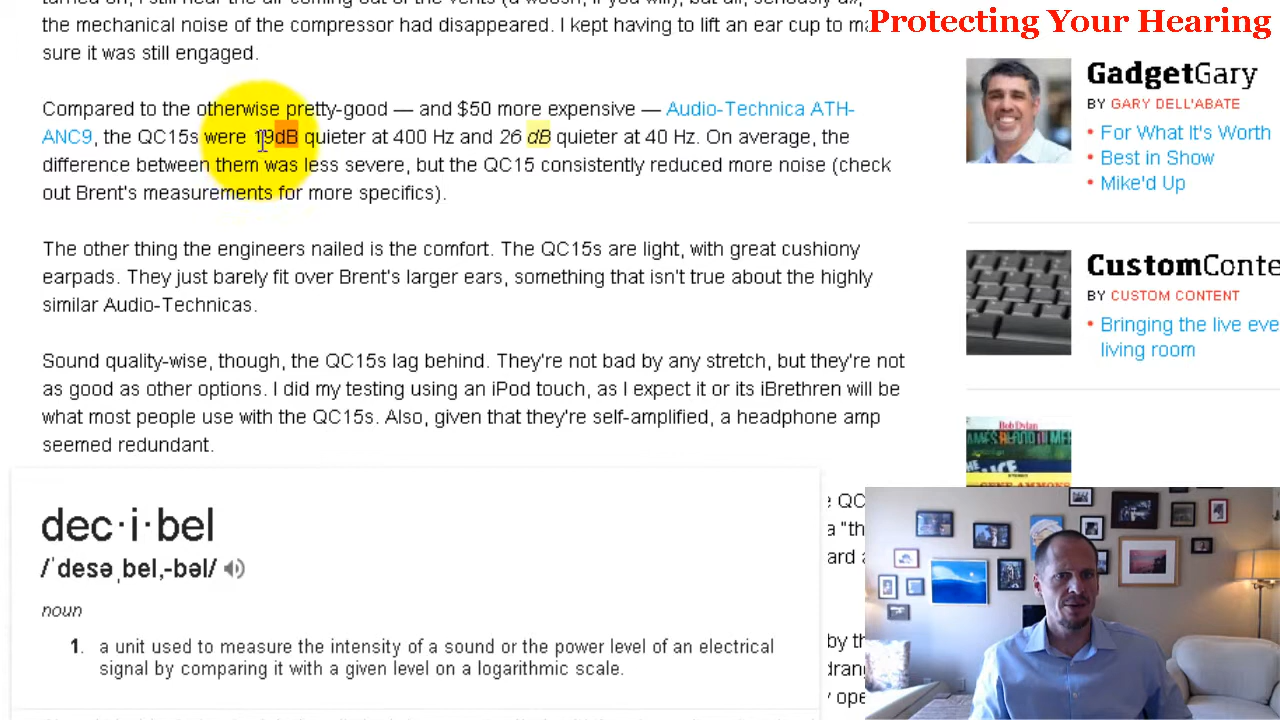 Protecting Your Hearing
the mechanical noise of the compressor had disappeared. I kept having to lift an ear cup to
sure it was still engaged.
Compared to the otherwise pretty-good — and $50 more expensive — Audio-Technica ATH-
ANC9, the QC15s were 19dB quieter at 400 Hz and 26 dB quieter at 40 Hz. On average, the
difference between them was less severe, but the QC15 consistently reduced more noise (check
out Brent's measurements for more specifics).
The other thing the engineers nailed is the comfort. The QC15s are light, with great cushiony
earpads. They just barely fit over Brent's larger ears, something that isn't true about the highly
similar Audio-Technicas.
Sound quality-wise, though, the QC15s lag behind. They're not bad by any stretch, but they're not
as good as other options. I did my testing using an iPod touch, as I expect it or its iBrethren will be
what most people use with the QC15s. Also, given that they're self-amplified, a headphone amp
seemed redundant.
dec·i·bel
/ˈdesəˌbel,-bəl/
noun
1. a unit used to measure the intensity of a sound or the power level of an electrical
signal by comparing it with a given level on a logarithmic scale.
GadgetGary
BY GARY DELL'ABATE
• For What It's Worth
• Best in Show
• Mike'd Up
CustomConte
BY CUSTOM CONTENT
• Bringing the live eve
living room
Bob Dylan
GENE AMMONS
QC
a "th
ard a
by th